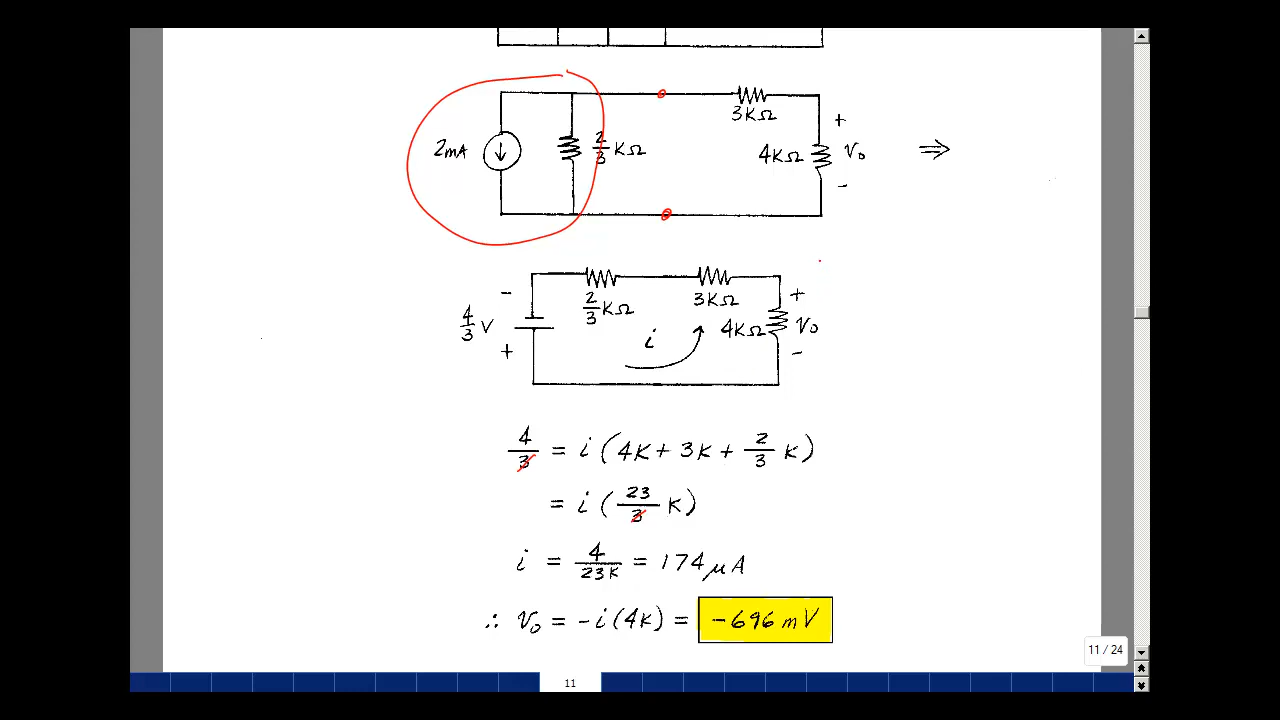 2mA
2/3 KΩ
3KΩ
4KΩ
+
v₀
-
⇒
-
4/3 V
+
2/3 KΩ
3KΩ
4KΩ
+
v₀
-
i
4/3 = i (4K + 3K + 2/3 K)
= i (23/3 K)
i = 4/23K = 174 μA
∴ v₀ = -i(4K) = -696 mV
11 / 24
11